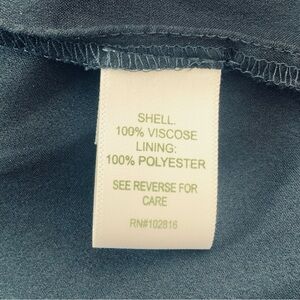 SHELL:
100% VISCOSE
LINING:
100% POLYESTER
SEE REVERSE FOR
CARE
RN#102816